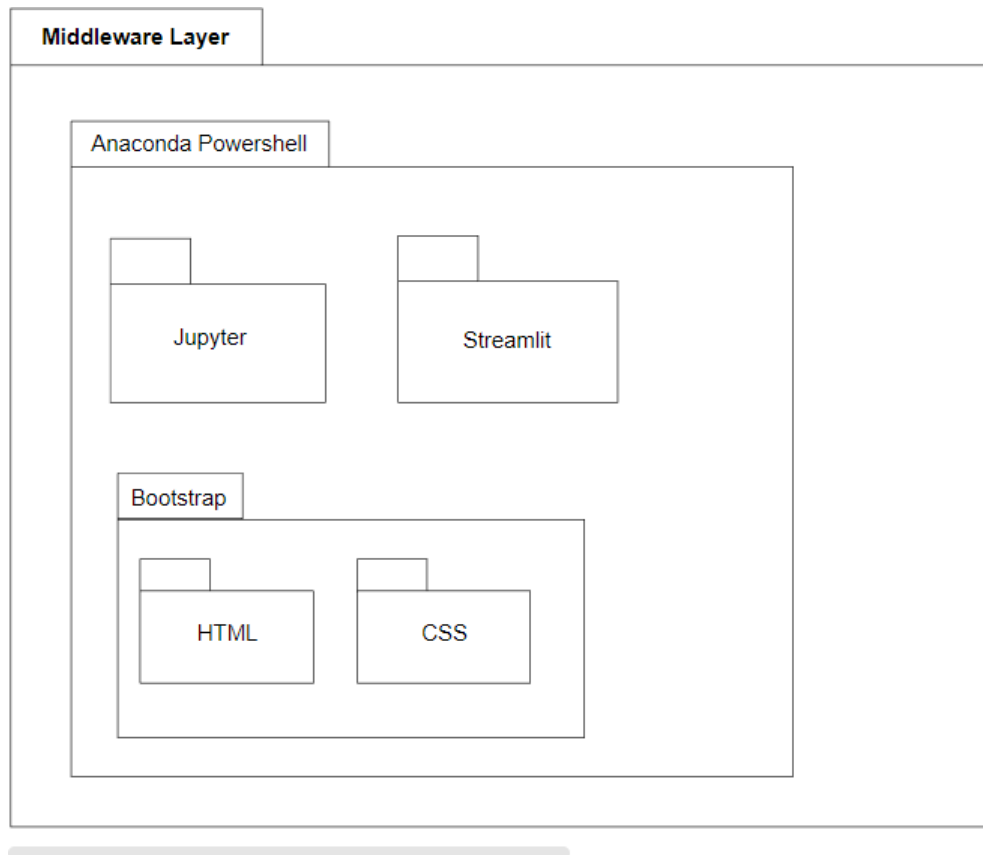 Middleware Layer
Anaconda Powershell
Jupyter
Streamlit
Bootstrap
HTML
CSS